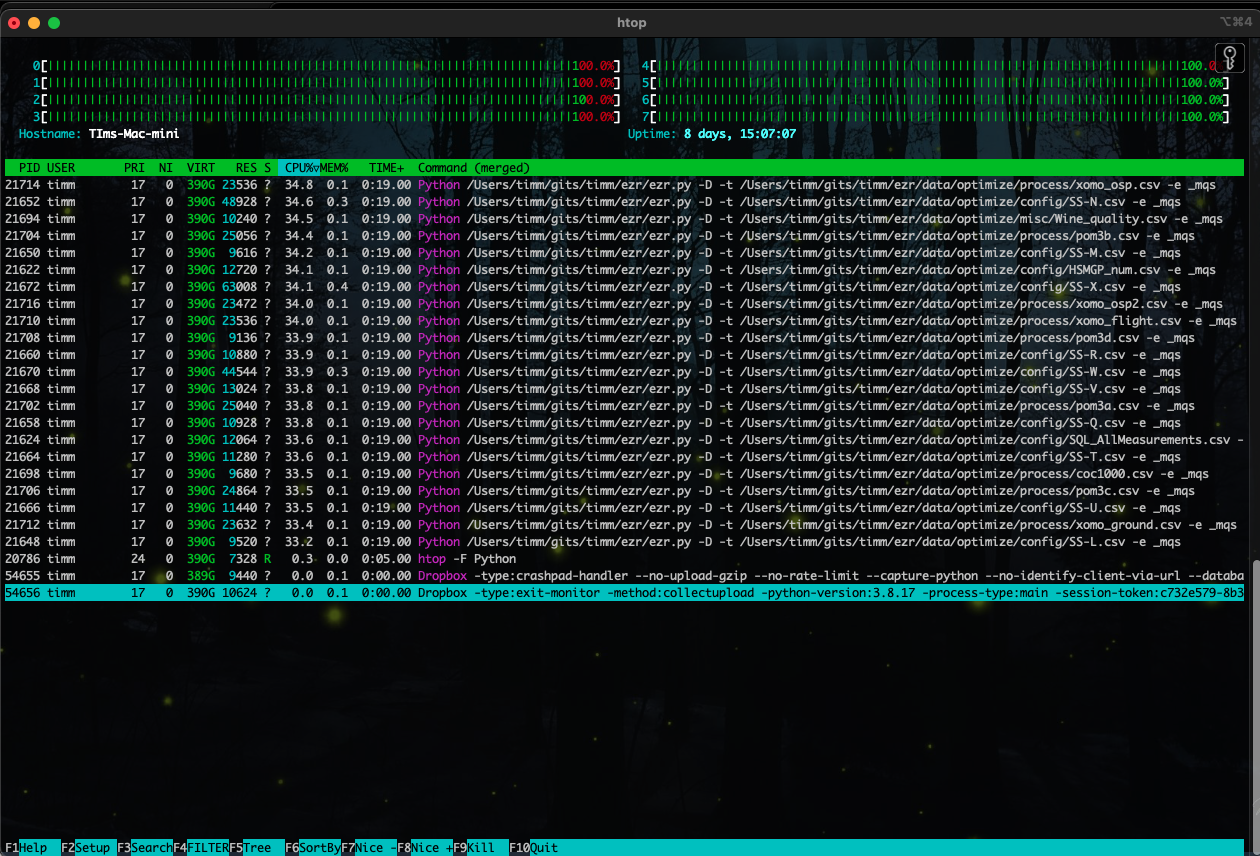 htop
⌥⌘4
0[||||||||||||||||||||||||||||||||||||||||||||||||||||||||||||||||||||||||||100.0%] 4[||||||||||||||||||||||||||||||||||||||||||||||||||||||||||||||||||||||||||100.0
1[||||||||||||||||||||||||||||||||||||||||||||||||||||||||||||||||||||||||||100.0%] 5[||||||||||||||||||||||||||||||||||||||||||||||||||||||||||||||||||||||||||100.0%]
2[||||||||||||||||||||||||||||||||||||||||||||||||||||||||||||||||||||||||||100.0%] 6[||||||||||||||||||||||||||||||||||||||||||||||||||||||||||||||||||||||||||100.0%]
3[||||||||||||||||||||||||||||||||||||||||||||||||||||||||||||||||||||||||||100.0%] 7[||||||||||||||||||||||||||||||||||||||||||||||||||||||||||||||||||||||||||100.0%]
Hostname: TIms-Mac-mini Uptime: 8 days, 15:07:07
PID USER PRI NI VIRT RES S CPU%▽MEM% TIME+ Command (merged)
21714 timm 17 0 390G 23536 ? 34.8 0.1 0:19.00 Python /Users/timm/gits/timm/ezr/ezr.py -D -t /Users/timm/gits/timm/ezr/data/optimize/process/xomo_osp.csv -e _mqs
21652 timm 17 0 390G 48928 ? 34.6 0.3 0:19.00 Python /Users/timm/gits/timm/ezr/ezr.py -D -t /Users/timm/gits/timm/ezr/data/optimize/config/SS-N.csv -e _mqs
21694 timm 17 0 390G 10240 ? 34.5 0.1 0:19.00 Python /Users/timm/gits/timm/ezr/ezr.py -D -t /Users/timm/gits/timm/ezr/data/optimize/misc/Wine_quality.csv -e _mqs
21704 timm 17 0 390G 25056 ? 34.4 0.1 0:19.00 Python /Users/timm/gits/timm/ezr/ezr.py -D -t /Users/timm/gits/timm/ezr/data/optimize/process/pom3b.csv -e _mqs
21650 timm 17 0 390G 9616 ? 34.2 0.1 0:19.00 Python /Users/timm/gits/timm/ezr/ezr.py -D -t /Users/timm/gits/timm/ezr/data/optimize/config/SS-M.csv -e _mqs
21622 timm 17 0 390G 12720 ? 34.1 0.1 0:19.00 Python /Users/timm/gits/timm/ezr/ezr.py -D -t /Users/timm/gits/timm/ezr/data/optimize/config/HSMGP_num.csv -e _mqs
21672 timm 17 0 390G 63008 ? 34.1 0.4 0:19.00 Python /Users/timm/gits/timm/ezr/ezr.py -D -t /Users/timm/gits/timm/ezr/data/optimize/config/SS-X.csv -e _mqs
21716 timm 17 0 390G 23472 ? 34.0 0.1 0:19.00 Python /Users/timm/gits/timm/ezr/ezr.py -D -t /Users/timm/gits/timm/ezr/data/optimize/process/xomo_osp2.csv -e _mqs
21710 timm 17 0 390G 23536 ? 34.0 0.1 0:19.00 Python /Users/timm/gits/timm/ezr/ezr.py -D -t /Users/timm/gits/timm/ezr/data/optimize/process/xomo_flight.csv -e _mqs
21708 timm 17 0 390G 9136 ? 33.9 0.1 0:19.00 Python /Users/timm/gits/timm/ezr/ezr.py -D -t /Users/timm/gits/timm/ezr/data/optimize/process/pom3d.csv -e _mqs
21660 timm 17 0 390G 10880 ? 33.9 0.1 0:19.00 Python /Users/timm/gits/timm/ezr/ezr.py -D -t /Users/timm/gits/timm/ezr/data/optimize/config/SS-R.csv -e _mqs
21670 timm 17 0 390G 44544 ? 33.9 0.3 0:19.00 Python /Users/timm/gits/timm/ezr/ezr.py -D -t /Users/timm/gits/timm/ezr/data/optimize/config/SS-W.csv -e _mqs
21668 timm 17 0 390G 13024 ? 33.8 0.1 0:19.00 Python /Users/timm/gits/timm/ezr/ezr.py -D -t /Users/timm/gits/timm/ezr/data/optimize/config/SS-V.csv -e _mqs
21702 timm 17 0 390G 25040 ? 33.8 0.1 0:19.00 Python /Users/timm/gits/timm/ezr/ezr.py -D -t /Users/timm/gits/timm/ezr/data/optimize/process/pom3a.csv -e _mqs
21658 timm 17 0 390G 10928 ? 33.8 0.1 0:19.00 Python /Users/timm/gits/timm/ezr/ezr.py -D -t /Users/timm/gits/timm/ezr/data/optimize/config/SS-Q.csv -e _mqs
21624 timm 17 0 390G 12064 ? 33.6 0.1 0:19.00 Python /Users/timm/gits/timm/ezr/ezr.py -D -t /Users/timm/gits/timm/ezr/data/optimize/config/SQL_AllMeasurements.csv -
21664 timm 17 0 390G 11280 ? 33.6 0.1 0:19.00 Python /Users/timm/gits/timm/ezr/ezr.py -D -t /Users/timm/gits/timm/ezr/data/optimize/config/SS-T.csv -e _mqs
21698 timm 17 0 390G 9680 ? 33.5 0.1 0:19.00 Python /Users/timm/gits/timm/ezr/ezr.py -D -t /Users/timm/gits/timm/ezr/data/optimize/process/coc1000.csv -e _mqs
21706 timm 17 0 390G 24864 ? 33.5 0.1 0:19.00 Python /Users/timm/gits/timm/ezr/ezr.py -D -t /Users/timm/gits/timm/ezr/data/optimize/process/pom3c.csv -e _mqs
21666 timm 17 0 390G 11440 ? 33.5 0.1 0:19.00 Python /Users/timm/gits/timm/ezr/ezr.py -D -t /Users/timm/gits/timm/ezr/data/optimize/config/SS-U.csv -e _mqs
21712 timm 17 0 390G 23632 ? 33.4 0.1 0:19.00 Python /Users/timm/gits/timm/ezr/ezr.py -D -t /Users/timm/gits/timm/ezr/data/optimize/process/xomo_ground.csv -e _mqs
21648 timm 17 0 390G 9520 ? 33.2 0.1 0:19.00 Python /Users/timm/gits/timm/ezr/ezr.py -D -t /Users/timm/gits/timm/ezr/data/optimize/config/SS-L.csv -e _mqs
20786 timm 24 0 390G 7328 R 0.3 0.0 0:05.00 htop -F Python
54655 timm 17 0 389G 9440 ? 0.0 0.1 0:00.00 Dropbox -type:crashpad-handler --no-upload-gzip --no-rate-limit --capture-python --no-identify-client-via-url --databa
54656 timm 17 0 390G 10624 ? 0.0 0.1 0:00.00 Dropbox -type:exit-monitor -method:collectupload -python-version:3.8.17 -process-type:main -session-token:c732e579-8b3
F1Help F2Setup F3SearchF4FILTERF5Tree F6SortByF7Nice -F8Nice +F9Kill F10Quit